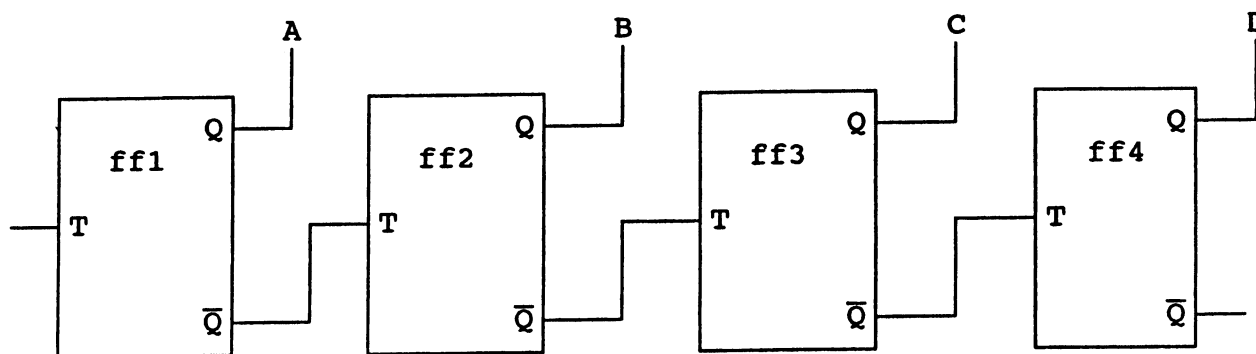 A B C D
Q Q Q Q
ff1 ff2 ff3 ff4
T T T T
Q̅ Q̅ Q̅ Q̅